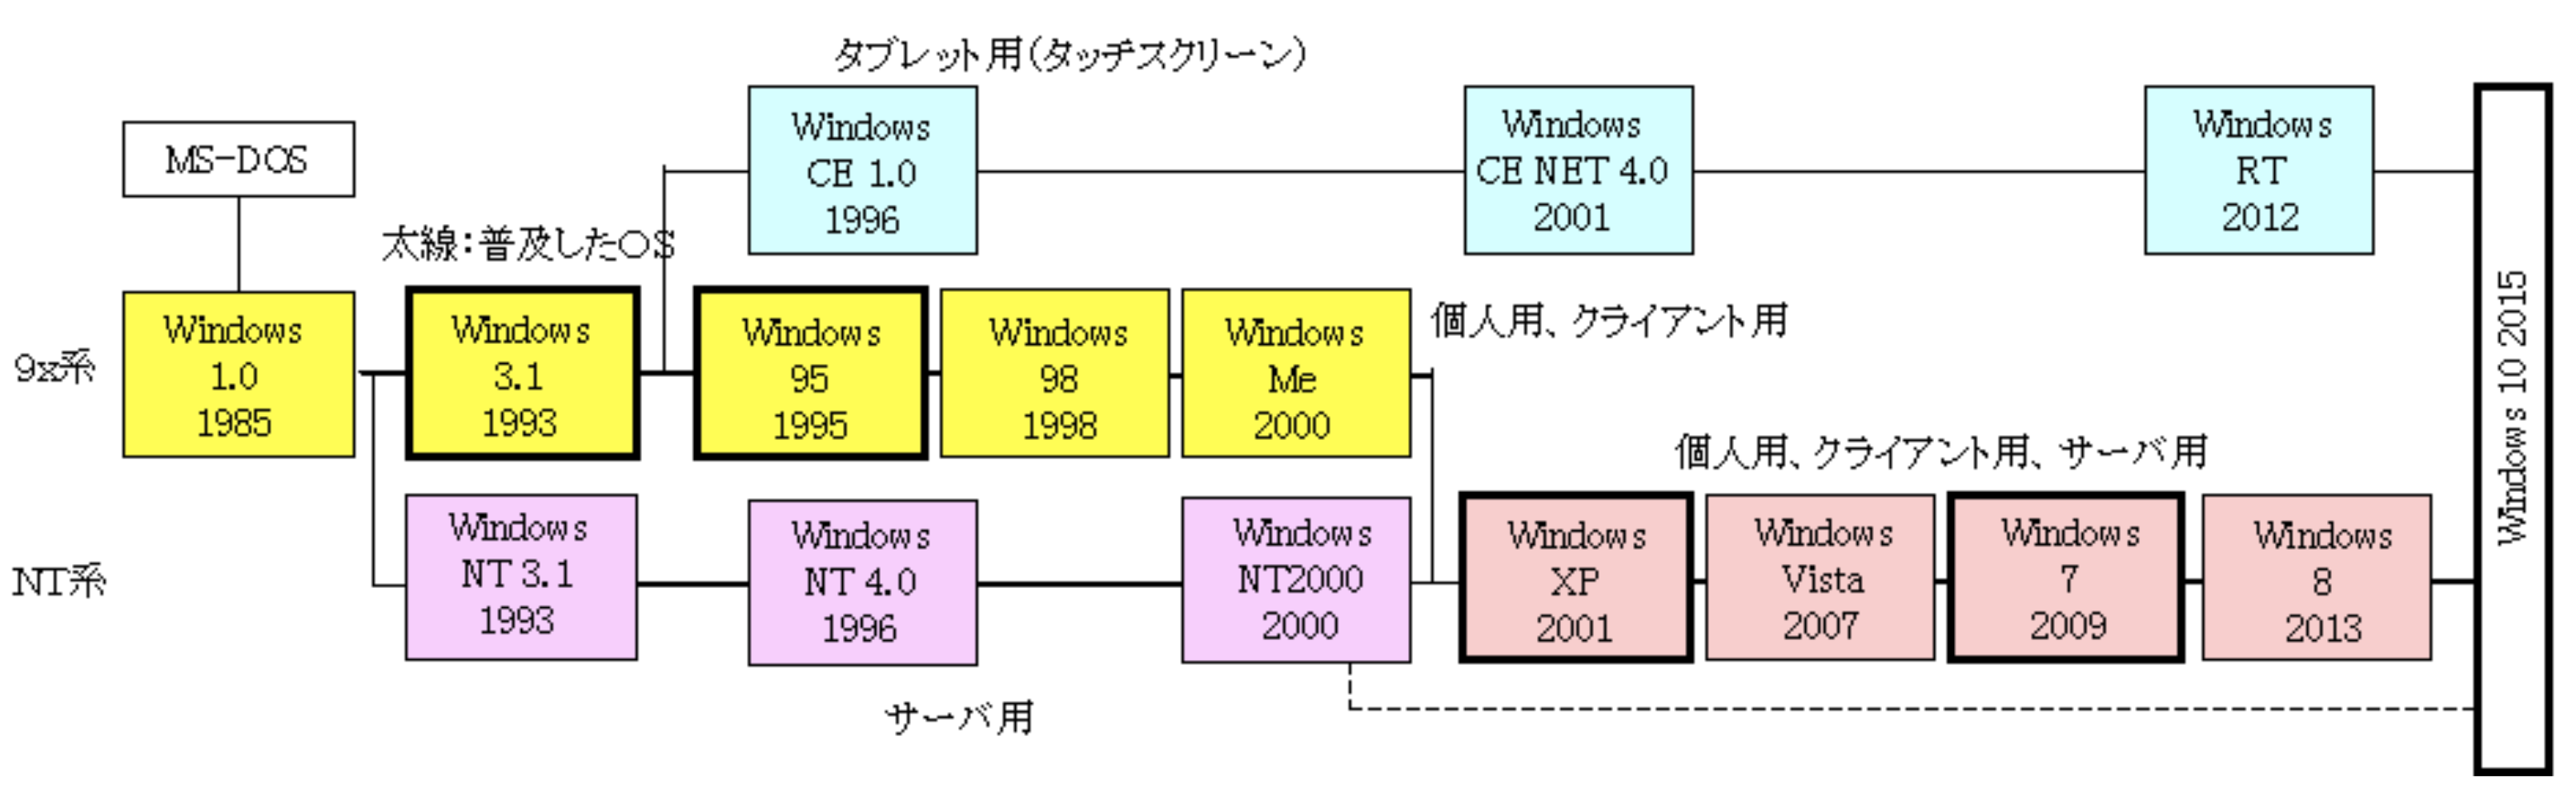 タブレット用(タッチスクリーン)
MS-DOS
Windows
CE 1.0
1996
Windows
CE NET 4.0
2001
Windows
RT
2012
太線:普及したOS
9x系
Windows
1.0
1985
Windows
3.1
1993
Windows
95
1995
Windows
98
1998
Windows
Me
2000
個人用、クライアント用
個人用、クライアント用、サーバ用
NT系
Windows
NT 3.1
1993
Windows
NT 4.0
1996
Windows
NT2000
2000
Windows
XP
2001
Windows
Vista
2007
Windows
7
2009
Windows
8
2013
Windows 10 2015
サーバ用